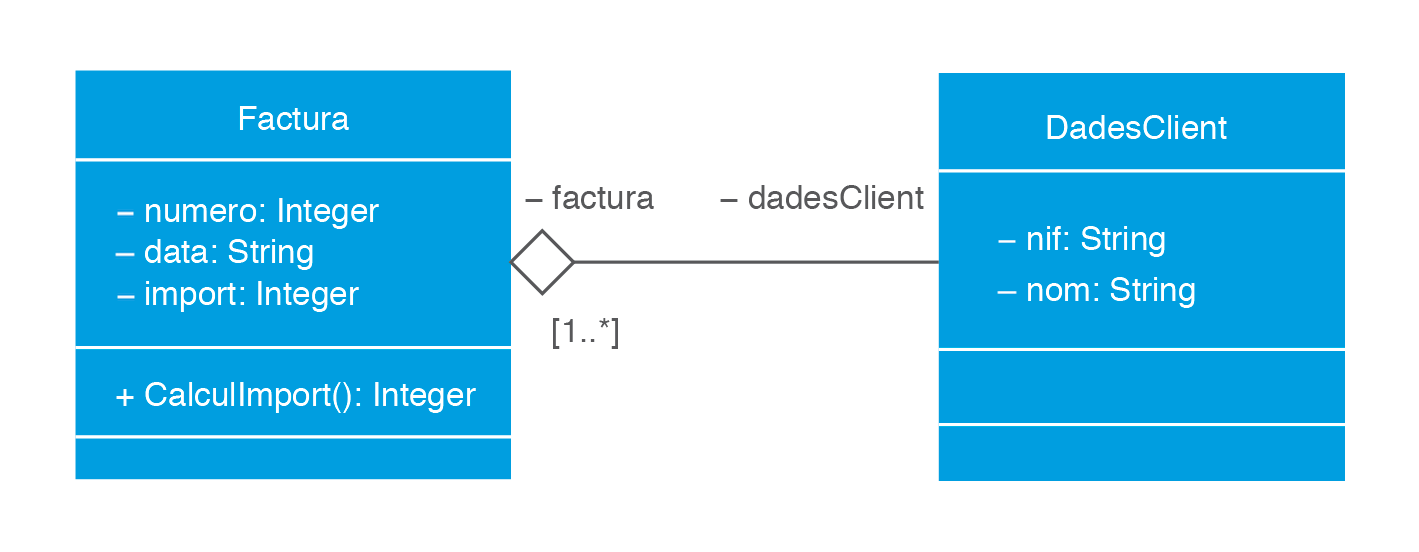 Factura
– numero: Integer
– data: String
– import: Integer
+ CalculImport(): Integer
– factura
– dadesClient
[1..*]
DadesClient
– nif: String
– nom: String